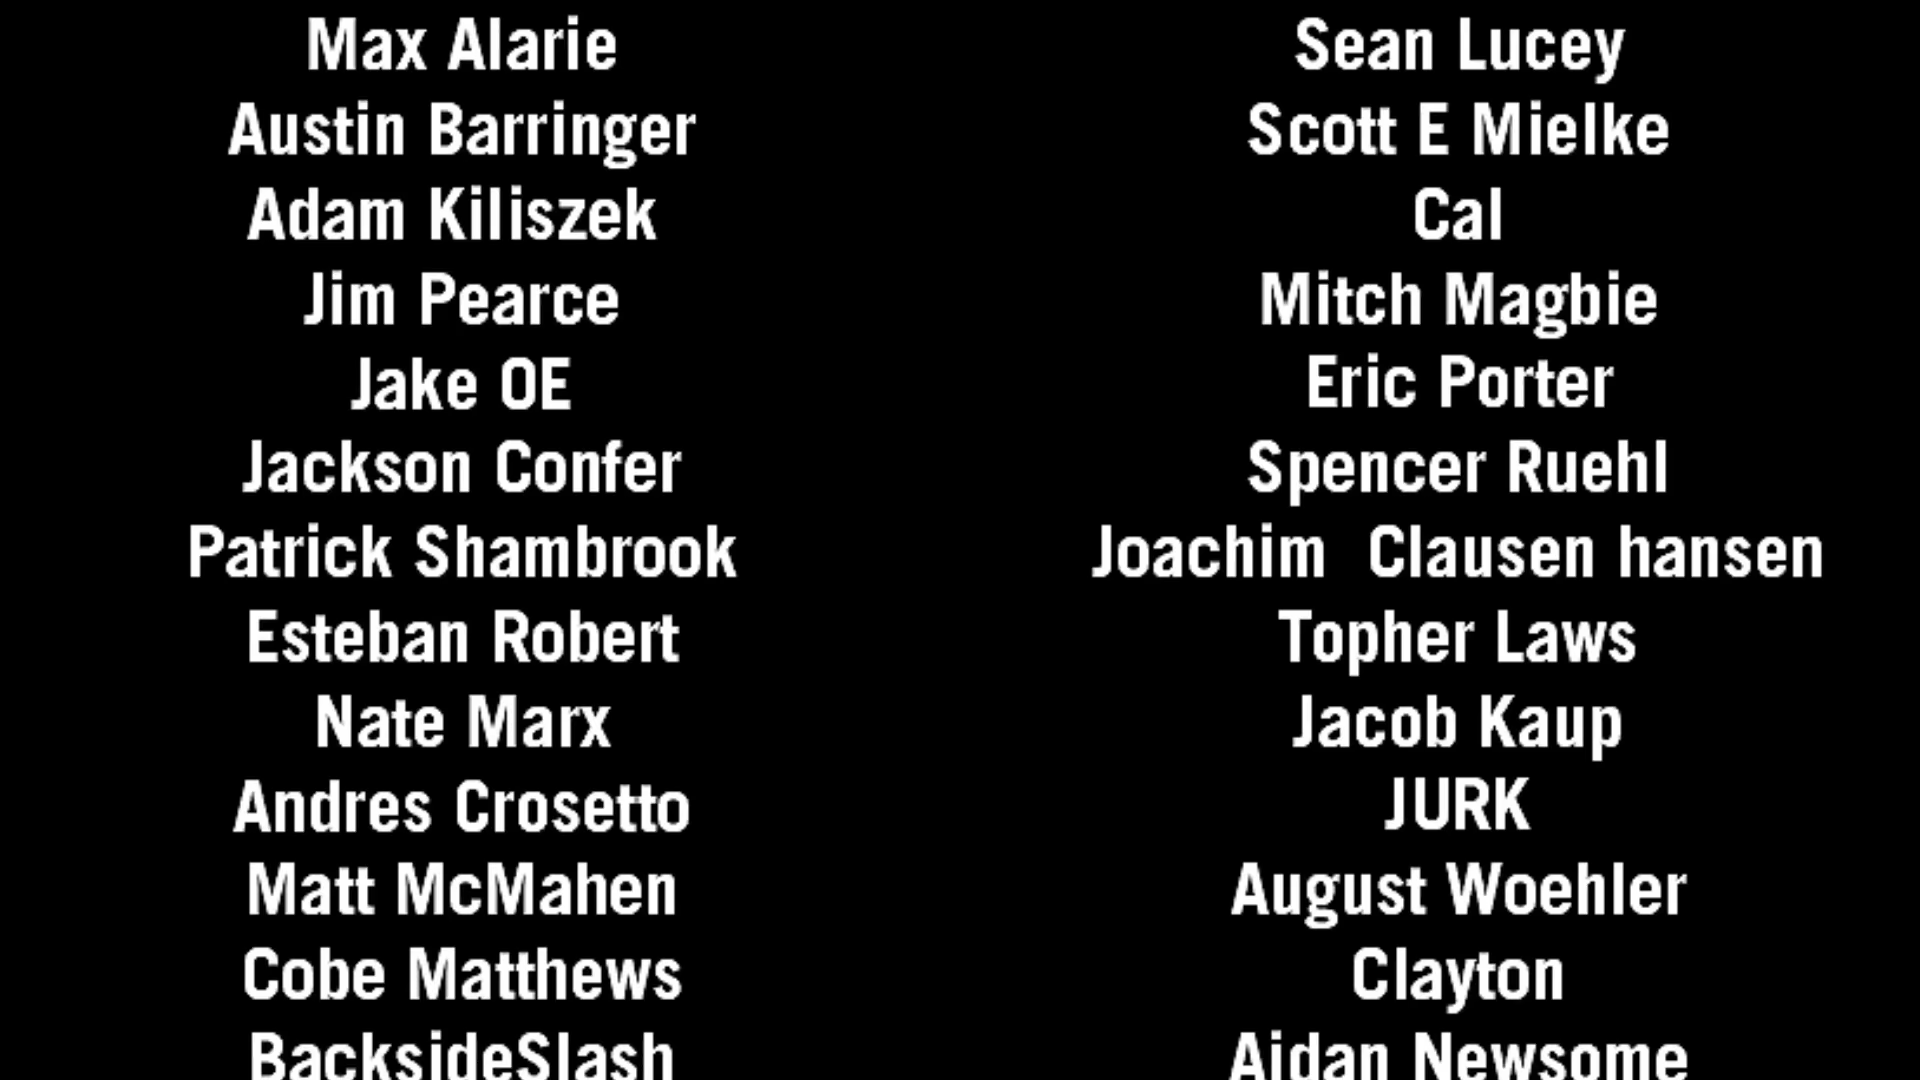 Max Alarie
Austin Barringer
Adam Kiliszek
Jim Pearce
Jake OE
Jackson Confer
Patrick Shambrook
Esteban Robert
Nate Marx
Andres Crosetto
Matt McMahen
Cobe Matthews
BacksideSlash
Sean Lucey
Scott E Mielke
Cal
Mitch Magbie
Eric Porter
Spencer Ruehl
Joachim  Clausen hansen
Topher Laws
Jacob Kaup
JURK
August Woehler
Clayton
Aidan Newsome